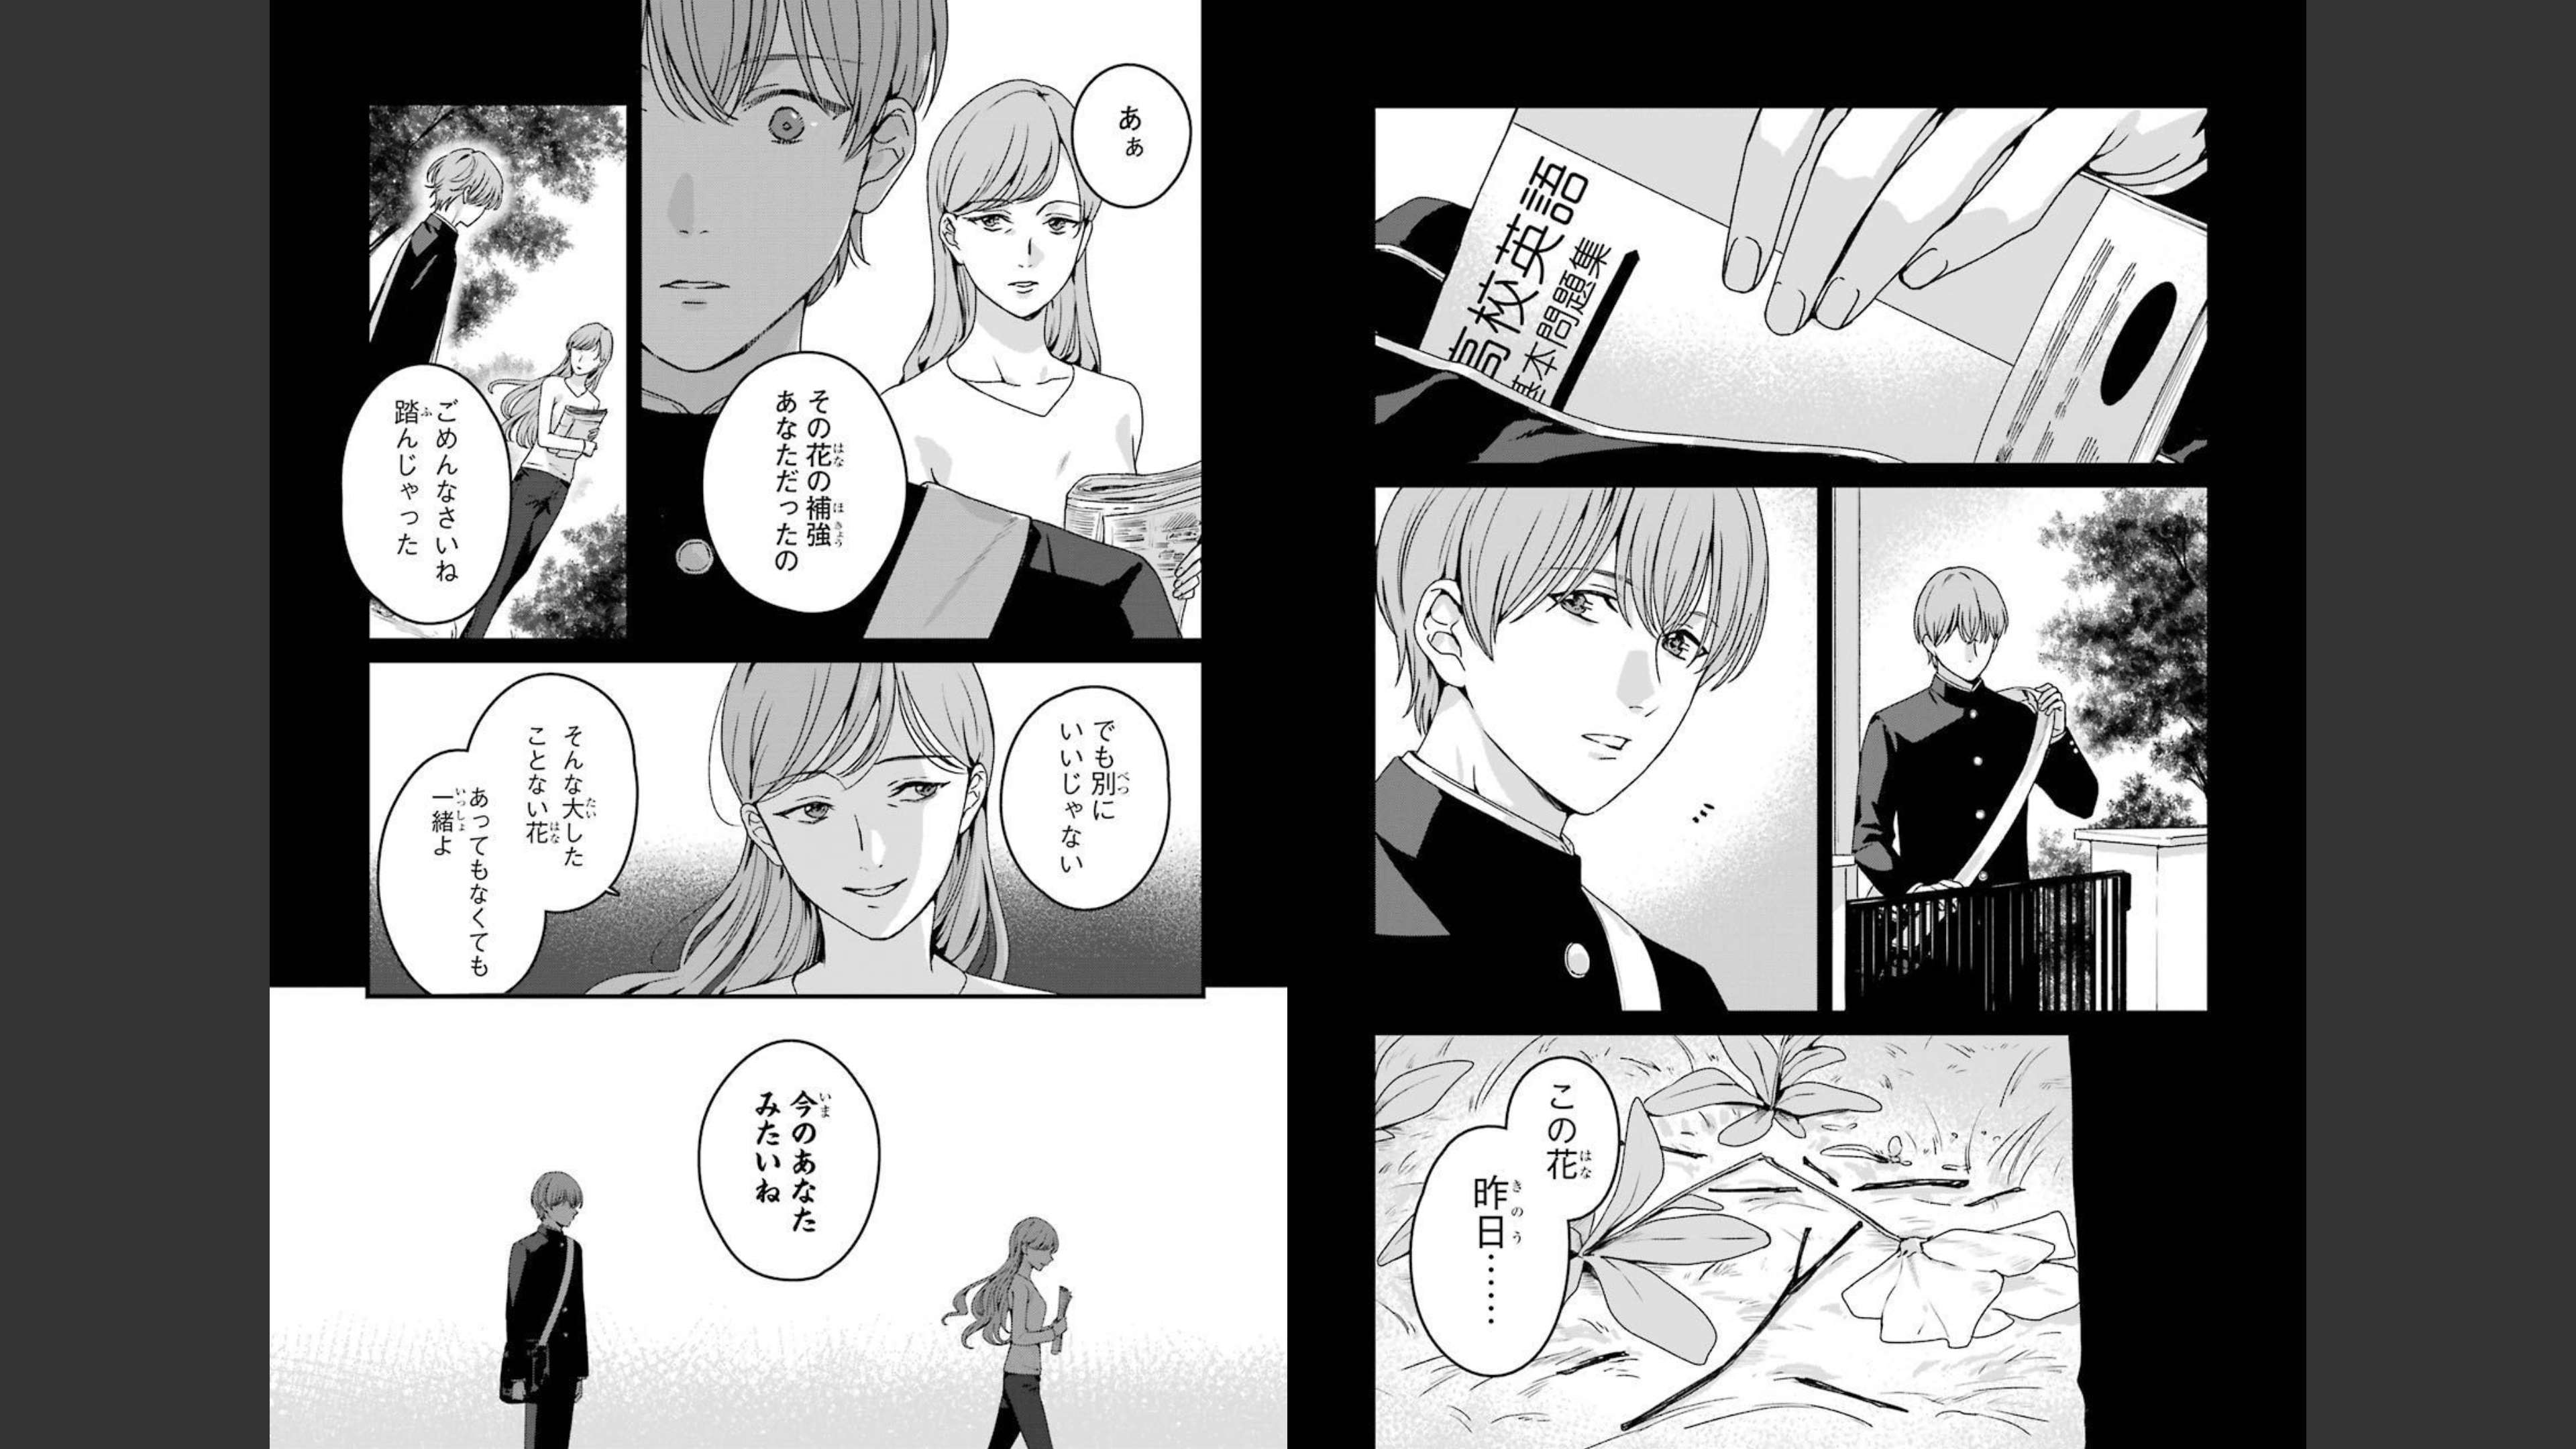 高校英語
基本問題集
この花
昨日………
あぁ
その花の補強
あなただったの
ごめんなさいね
踏んじゃった
でも別に
いいじゃない
そんな大した
ことない花
あってもなくても
一緒よ
今のあなた
みたいね